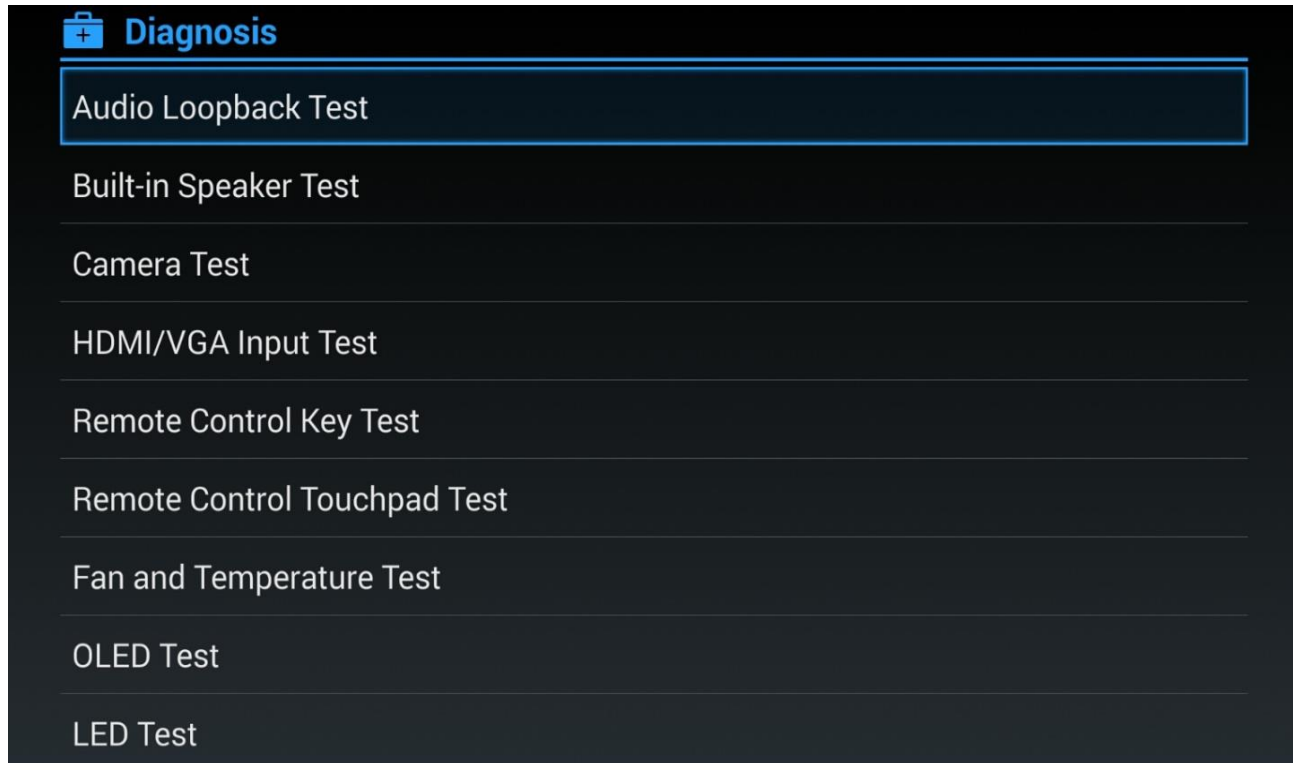 Diagnosis
Audio Loopback Test
Built-in Speaker Test
Camera Test
HDMI/VGA Input Test
Remote Control Key Test
Remote Control Touchpad Test
Fan and Temperature Test
OLED Test
LED Test